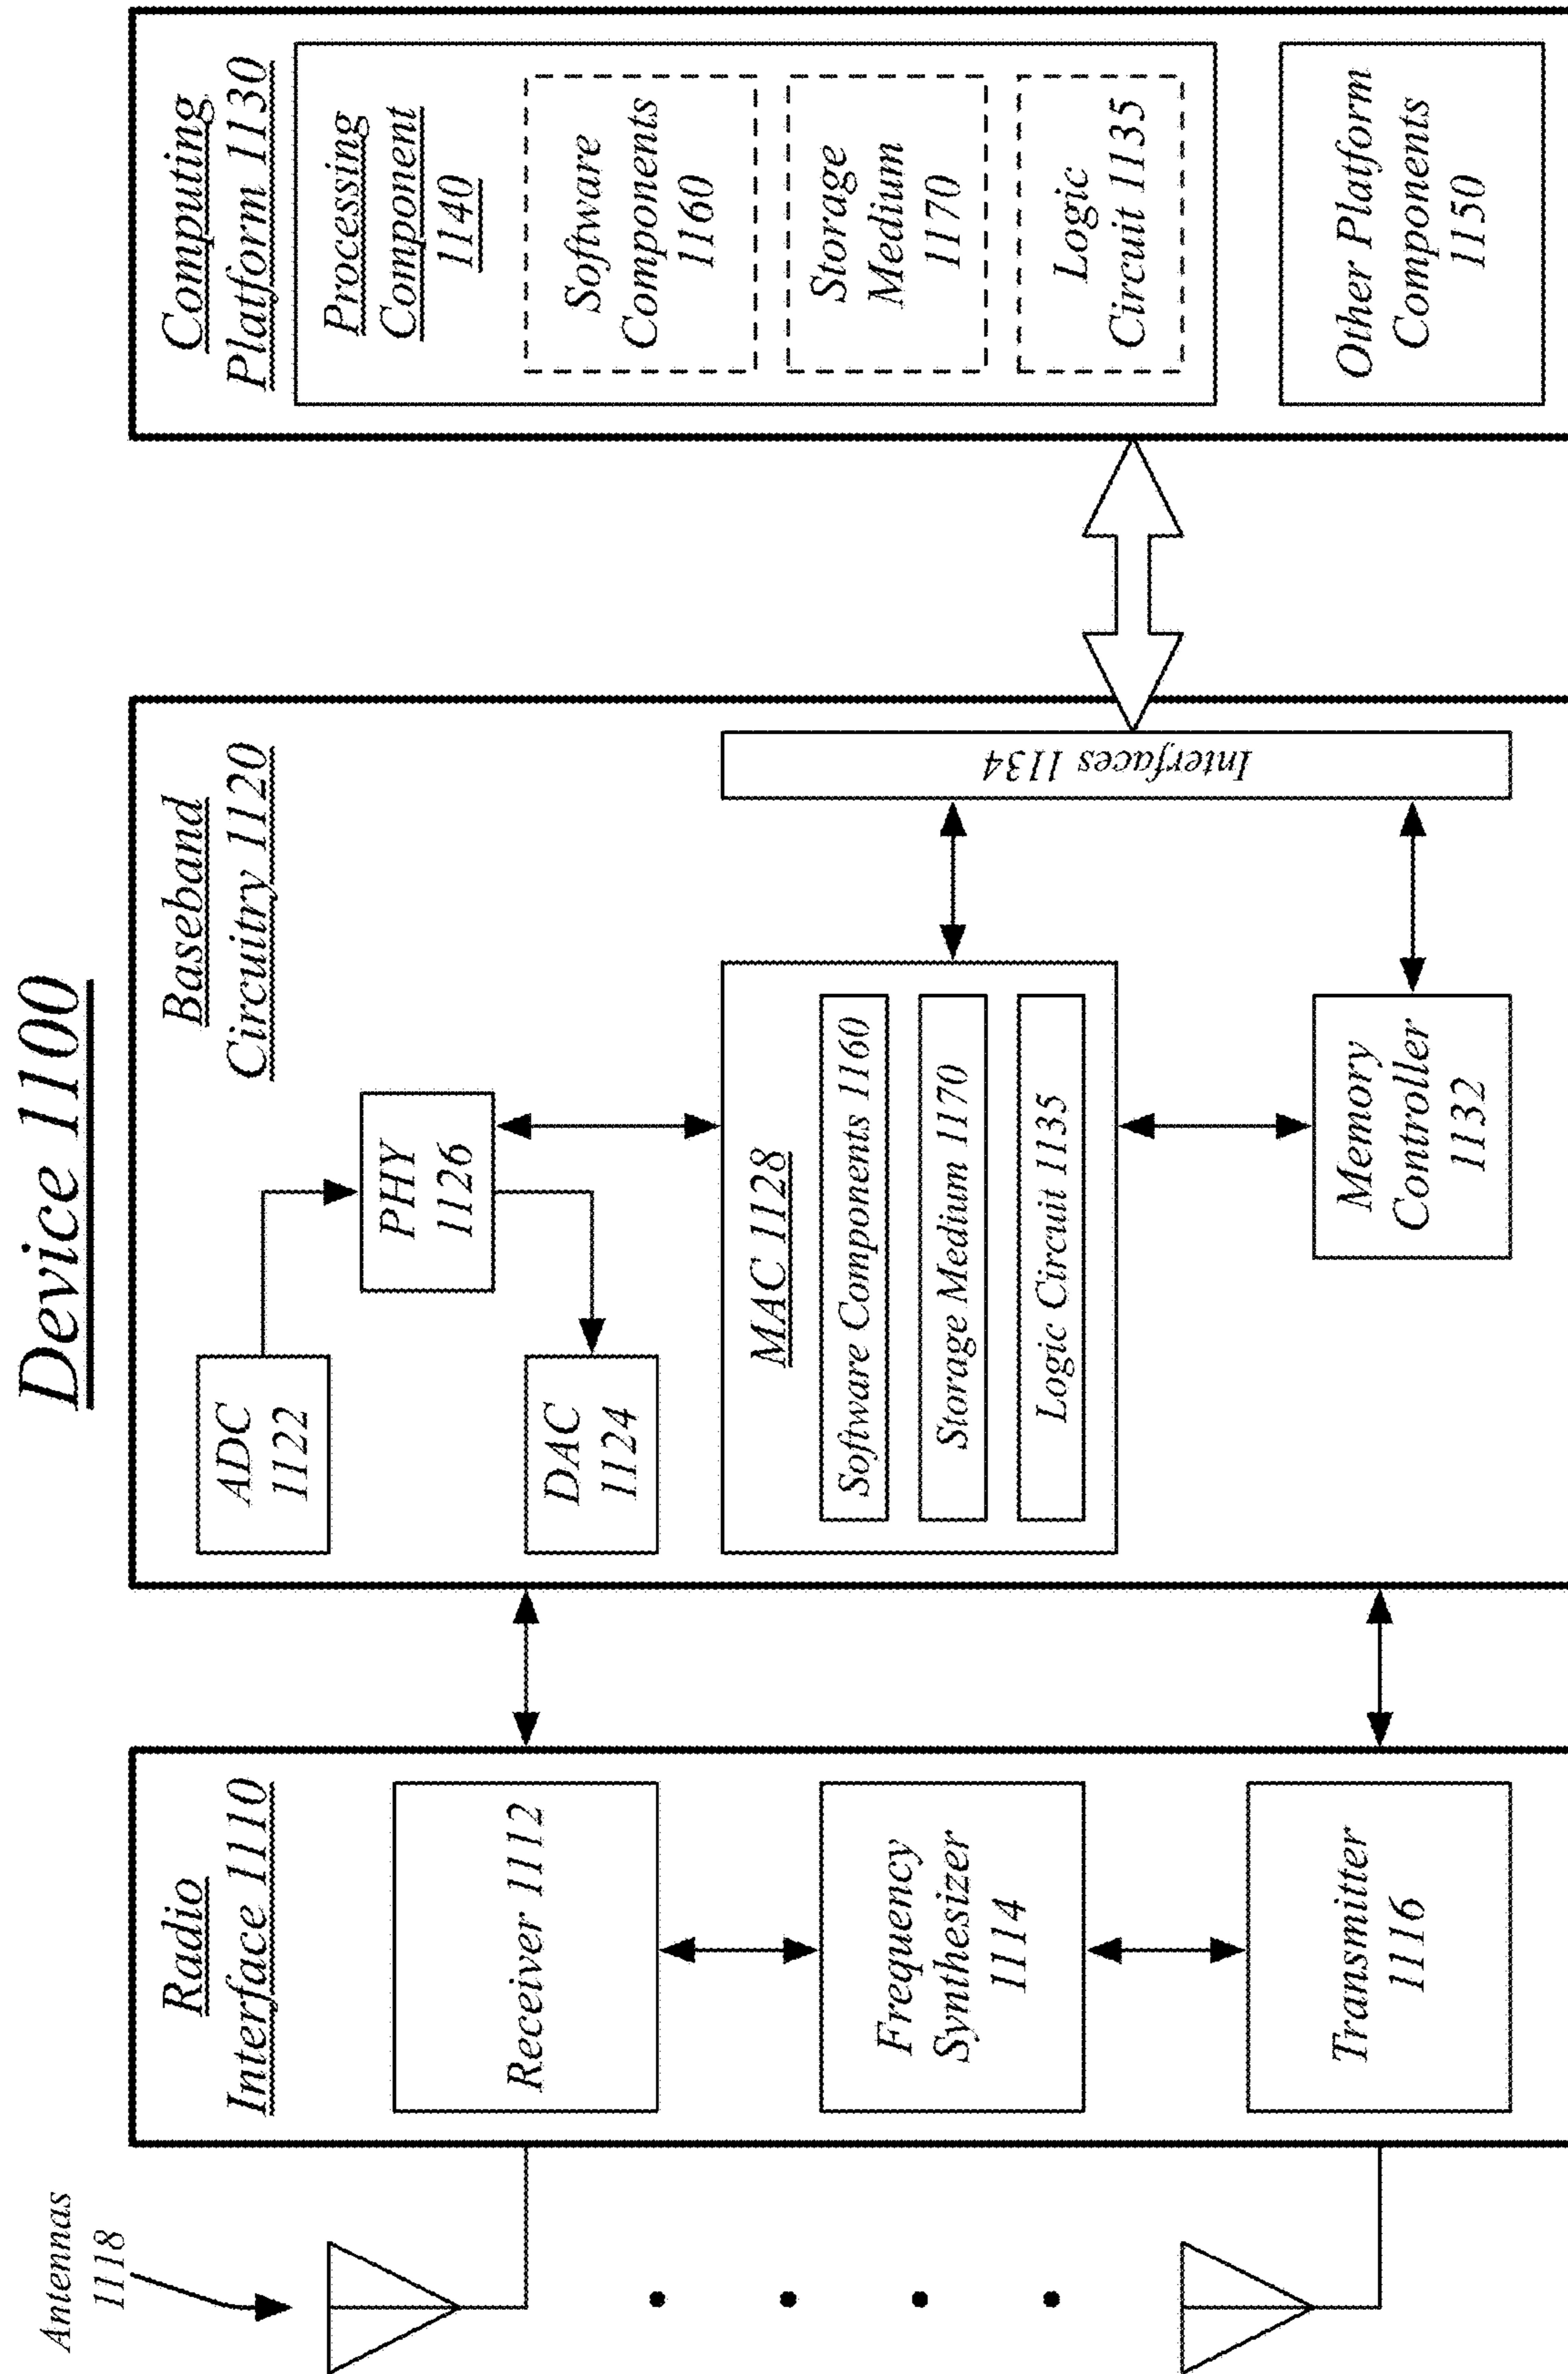 Device 1100
Antennas
1118
Radio
Interface 1110
Receiver 1112
Frequency
Synthesizer
1114
Transmitter
1116
Baseband
Circuitry 1120
ADC
1122
PHY
1126
DAC
1124
MAC 1128
Software Components 1160
Storage Medium 1170
Logic Circuit 1135
Memory
Controller
1132
Interfaces 1134
Computing
Platform 1130
Processing
Component
1140
Software
Components
1160
Storage
Medium
1170
Logic
Circuit 1135
Other Platform
Components
1150